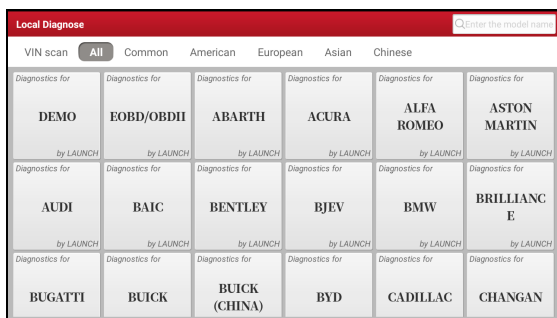 Local Diagnose
Enter the model name
VIN scan All Common American European Asian Chinese
Diagnostics for Diagnostics for Diagnostics for Diagnostics for Diagnostics for Diagnostics for
DEMO EOBD/OBDII ABARTH ACURA ALFA ROMEO ASTON MARTIN
by LAUNCH by LAUNCH by LAUNCH by LAUNCH by LAUNCH by LAUNCH
Diagnostics for Diagnostics for Diagnostics for Diagnostics for Diagnostics for Diagnostics for
AUDI BAIC BENTLEY BJEV BMW BRILLIANCE
by LAUNCH by LAUNCH by LAUNCH by LAUNCH by LAUNCH by LAUNCH
Diagnostics for Diagnostics for Diagnostics for Diagnostics for Diagnostics for Diagnostics for
BUGATTI BUICK BUICK (CHINA) BYD CADILLAC CHANGAN